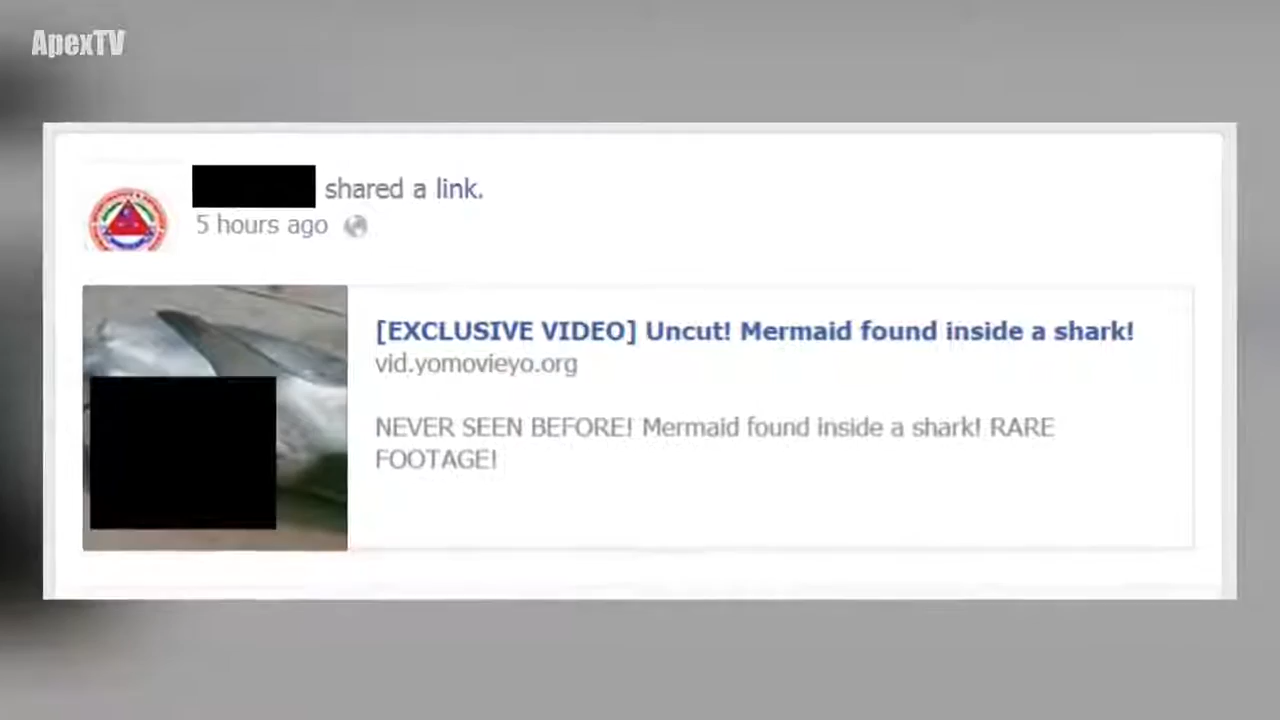 ApexTV
shared a link.
5 hours ago
[EXCLUSIVE VIDEO] Uncut! Mermaid found inside a shark!
vid.yomovieyo.org
NEVER SEEN BEFORE! Mermaid found inside a shark! RARE
FOOTAGE!